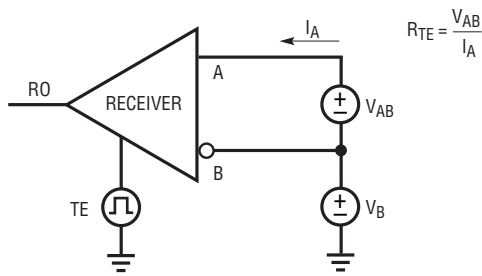 I_A
R_TE = V_AB / I_A
A
RO
RECEIVER
+
−
V_AB
B
TE
+
−
V_B